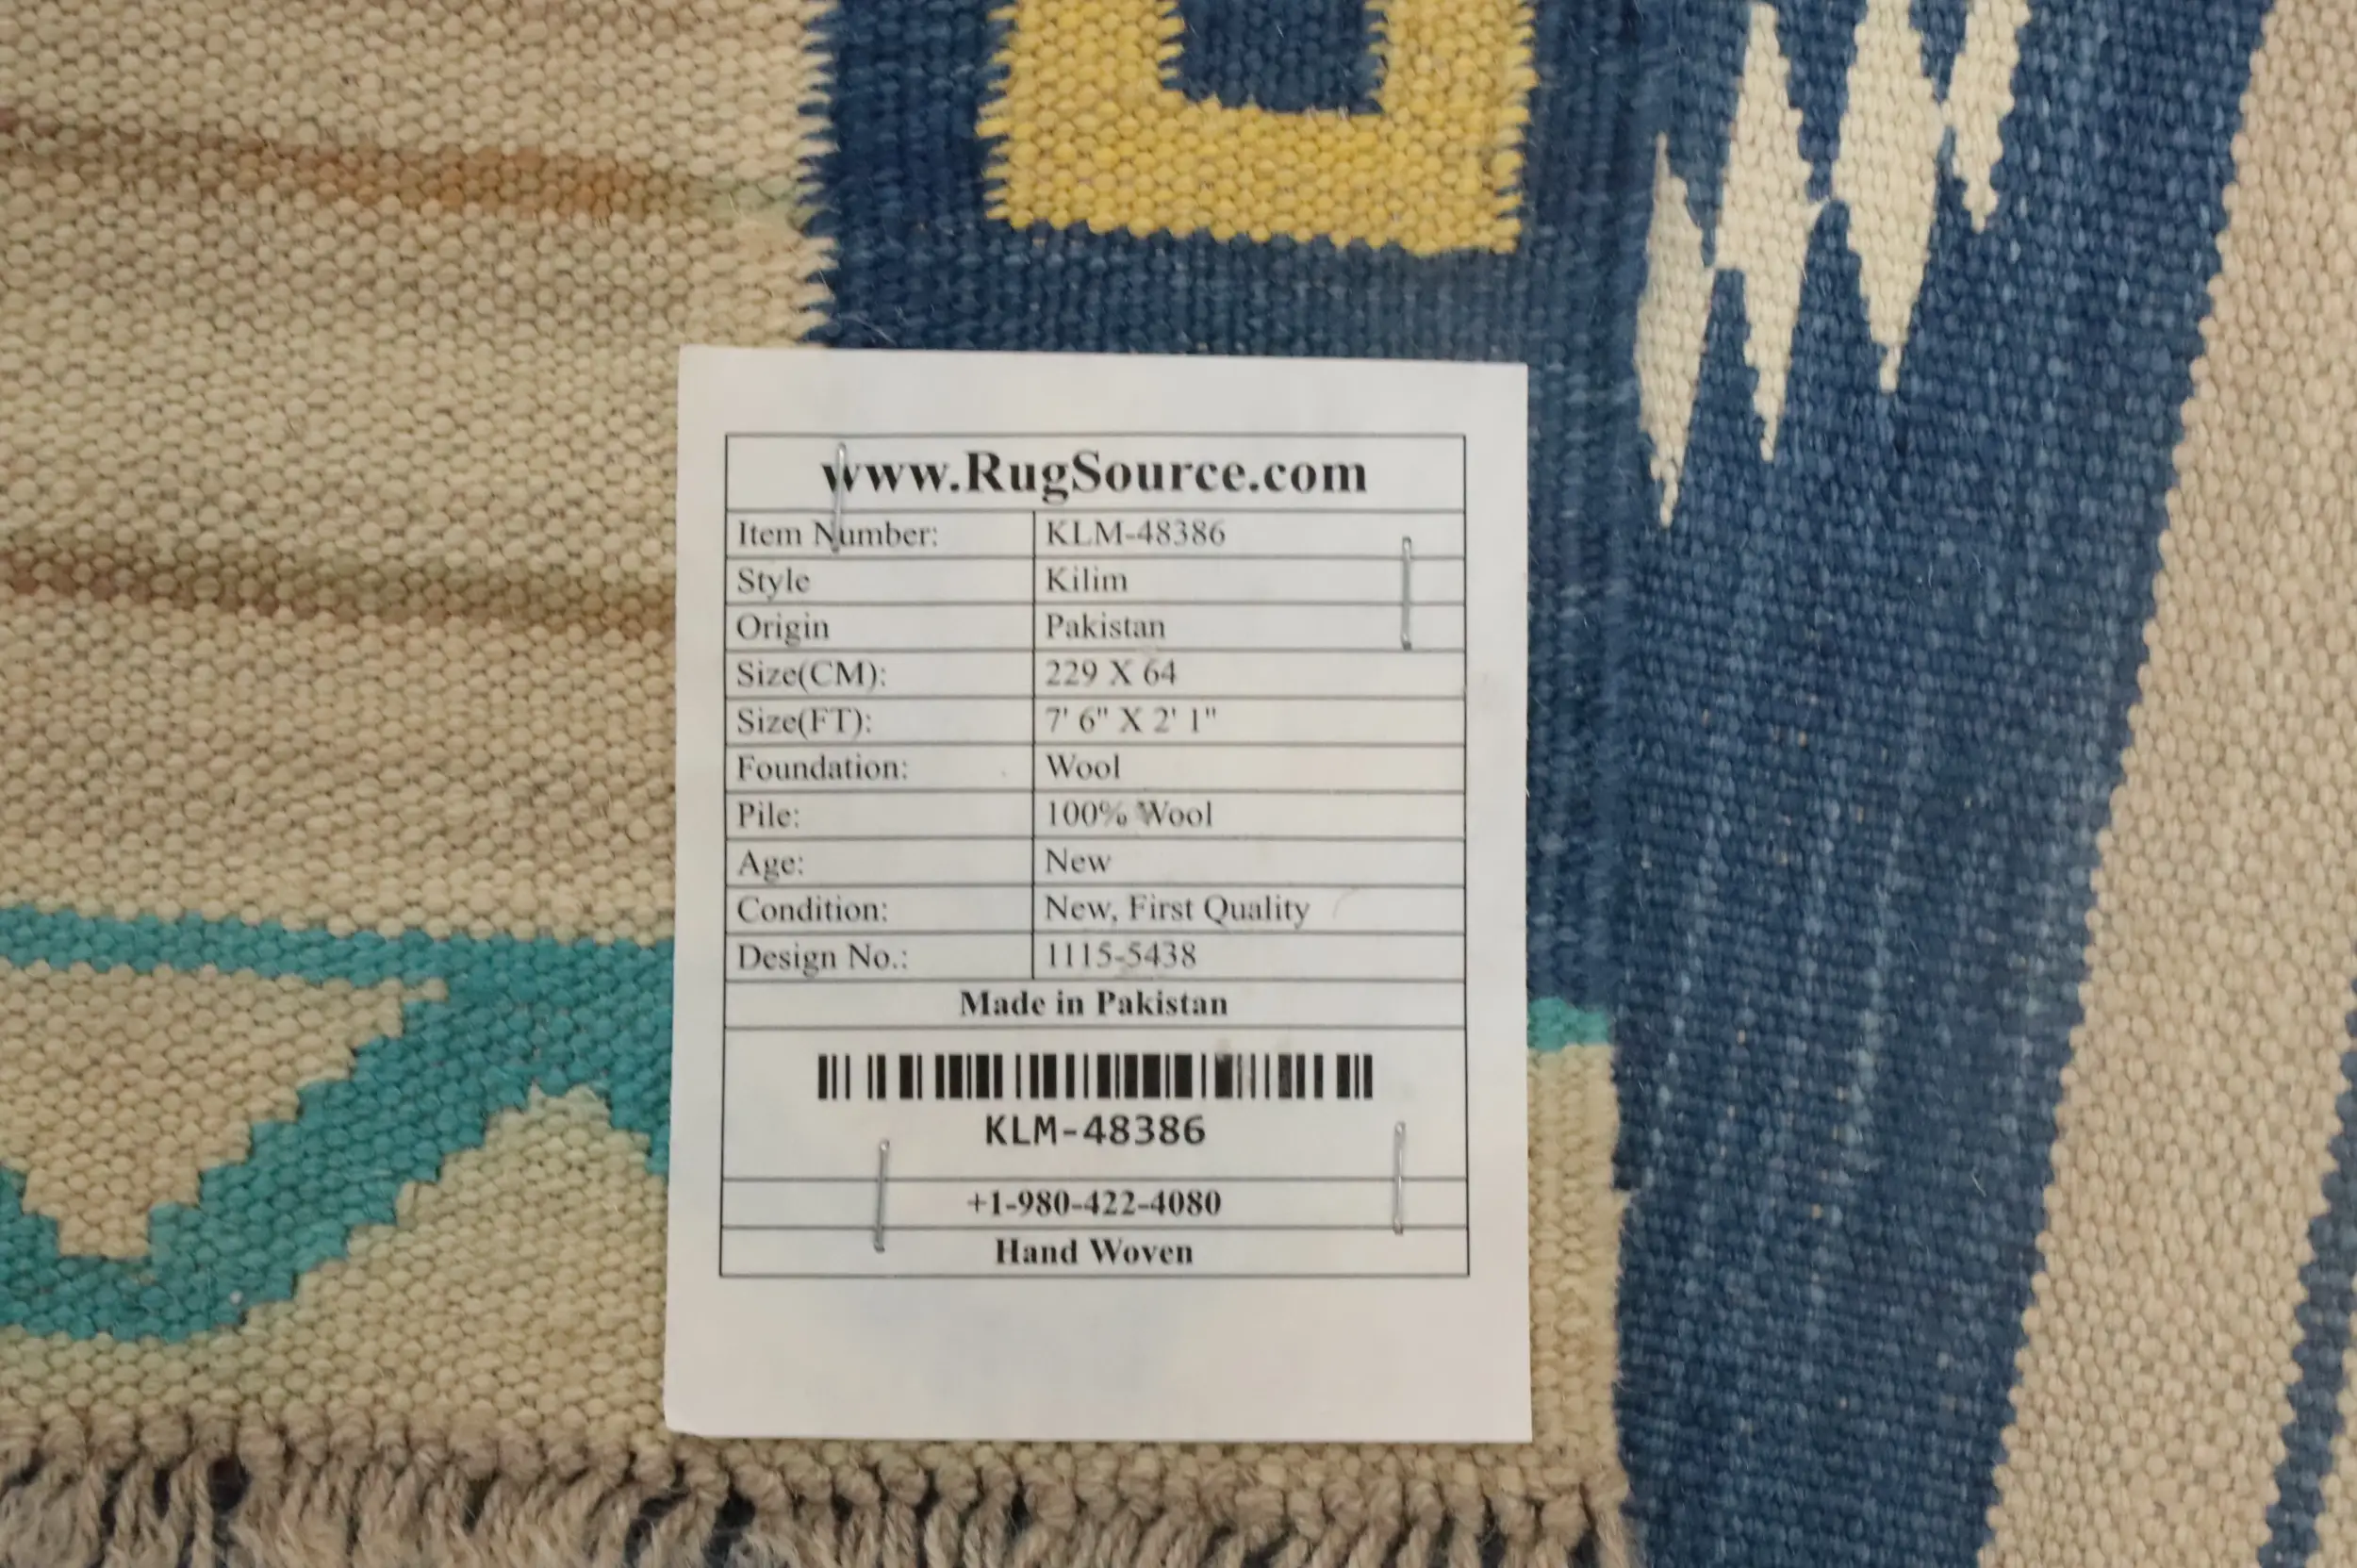 www.RugSource.com
Item Number: KLM-48386
Style Kilim
Origin Pakistan
Size(CM): 229 X 64
Size(FT): 7' 6" X 2' 1"
Foundation: Wool
Pile: 100% Wool
Age: New
Condition: New, First Quality
Design No.: 1115-5438
Made in Pakistan
KLM-48386
+1-980-422-4080
Hand Woven